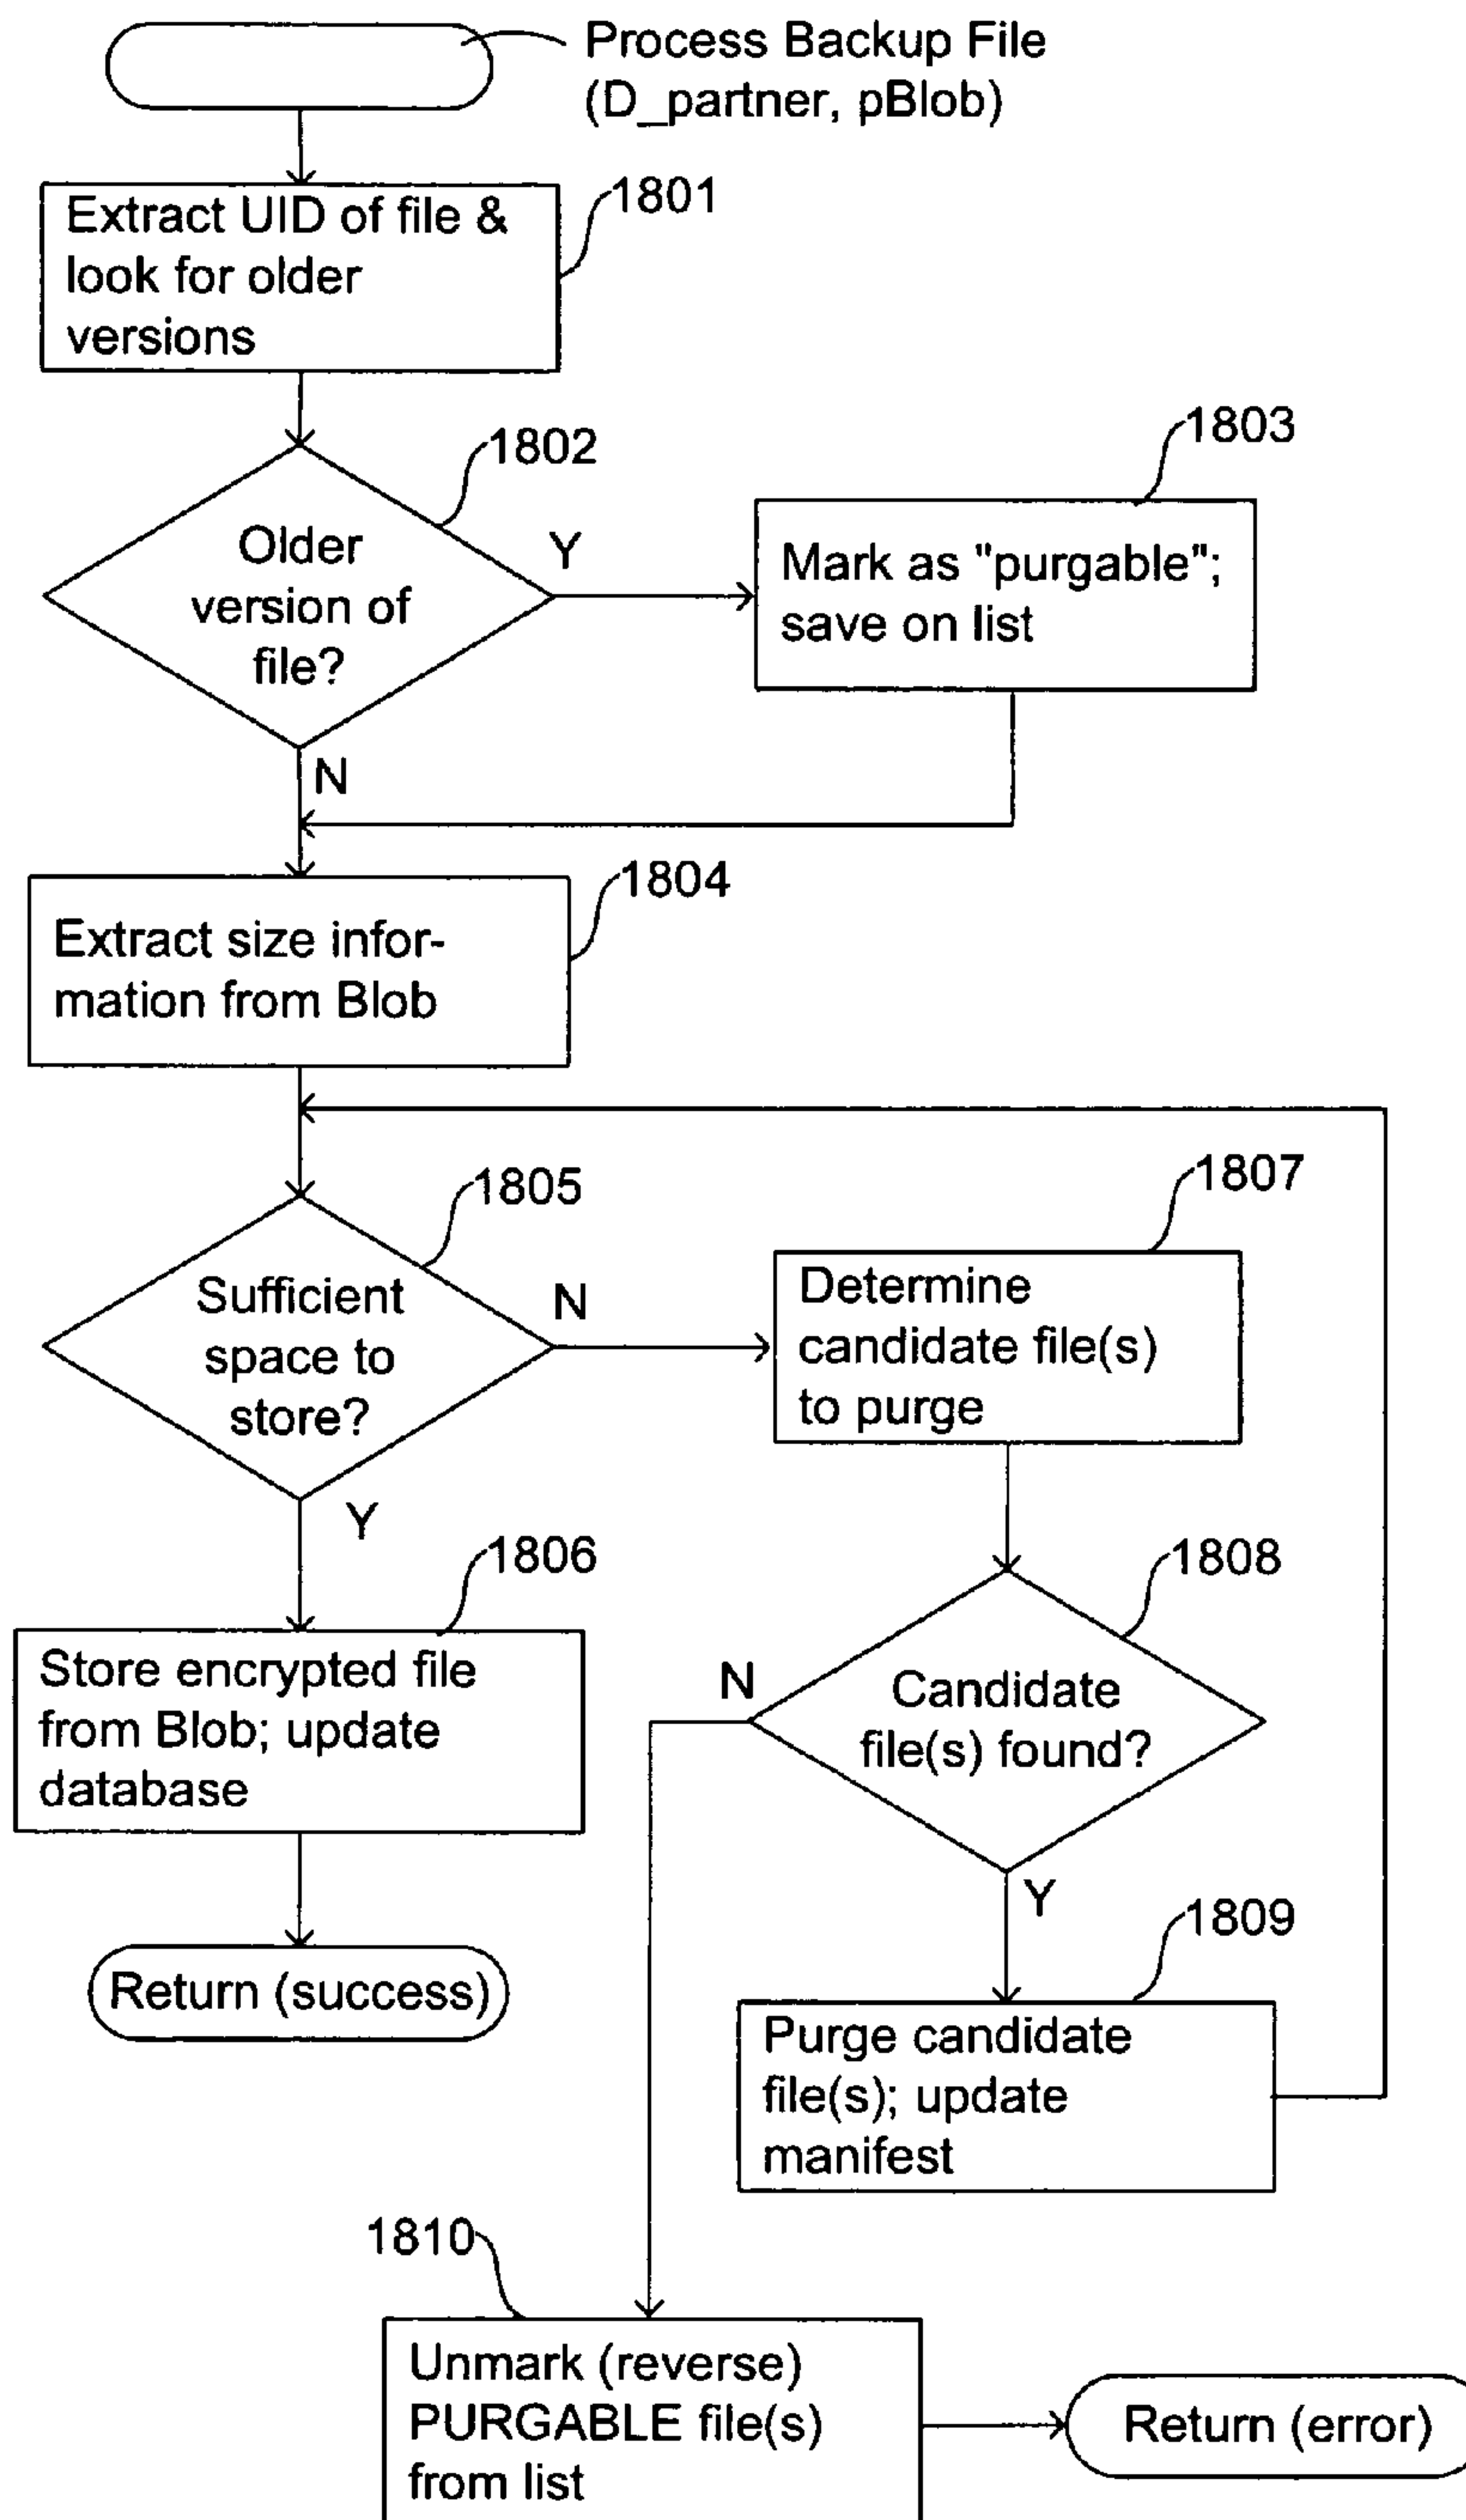 Process Backup File
(D_partner, pBlob)
1801
Extract UID of file &
look for older
versions
1802
1803
Older
version of
file?
Y
Mark as "purgable";
save on list
N
1804
Extract size infor-
mation from Blob
1805
1807
Sufficient
space to
store?
N
Determine
candidate file(s)
to purge
Y
1806
1808
Store encrypted file
from Blob; update
database
N
Candidate
file(s) found?
Y
1809
Return (success)
Purge candidate
file(s); update
manifest
1810
Unmark (reverse)
PURGABLE file(s)
from list
Return (error)